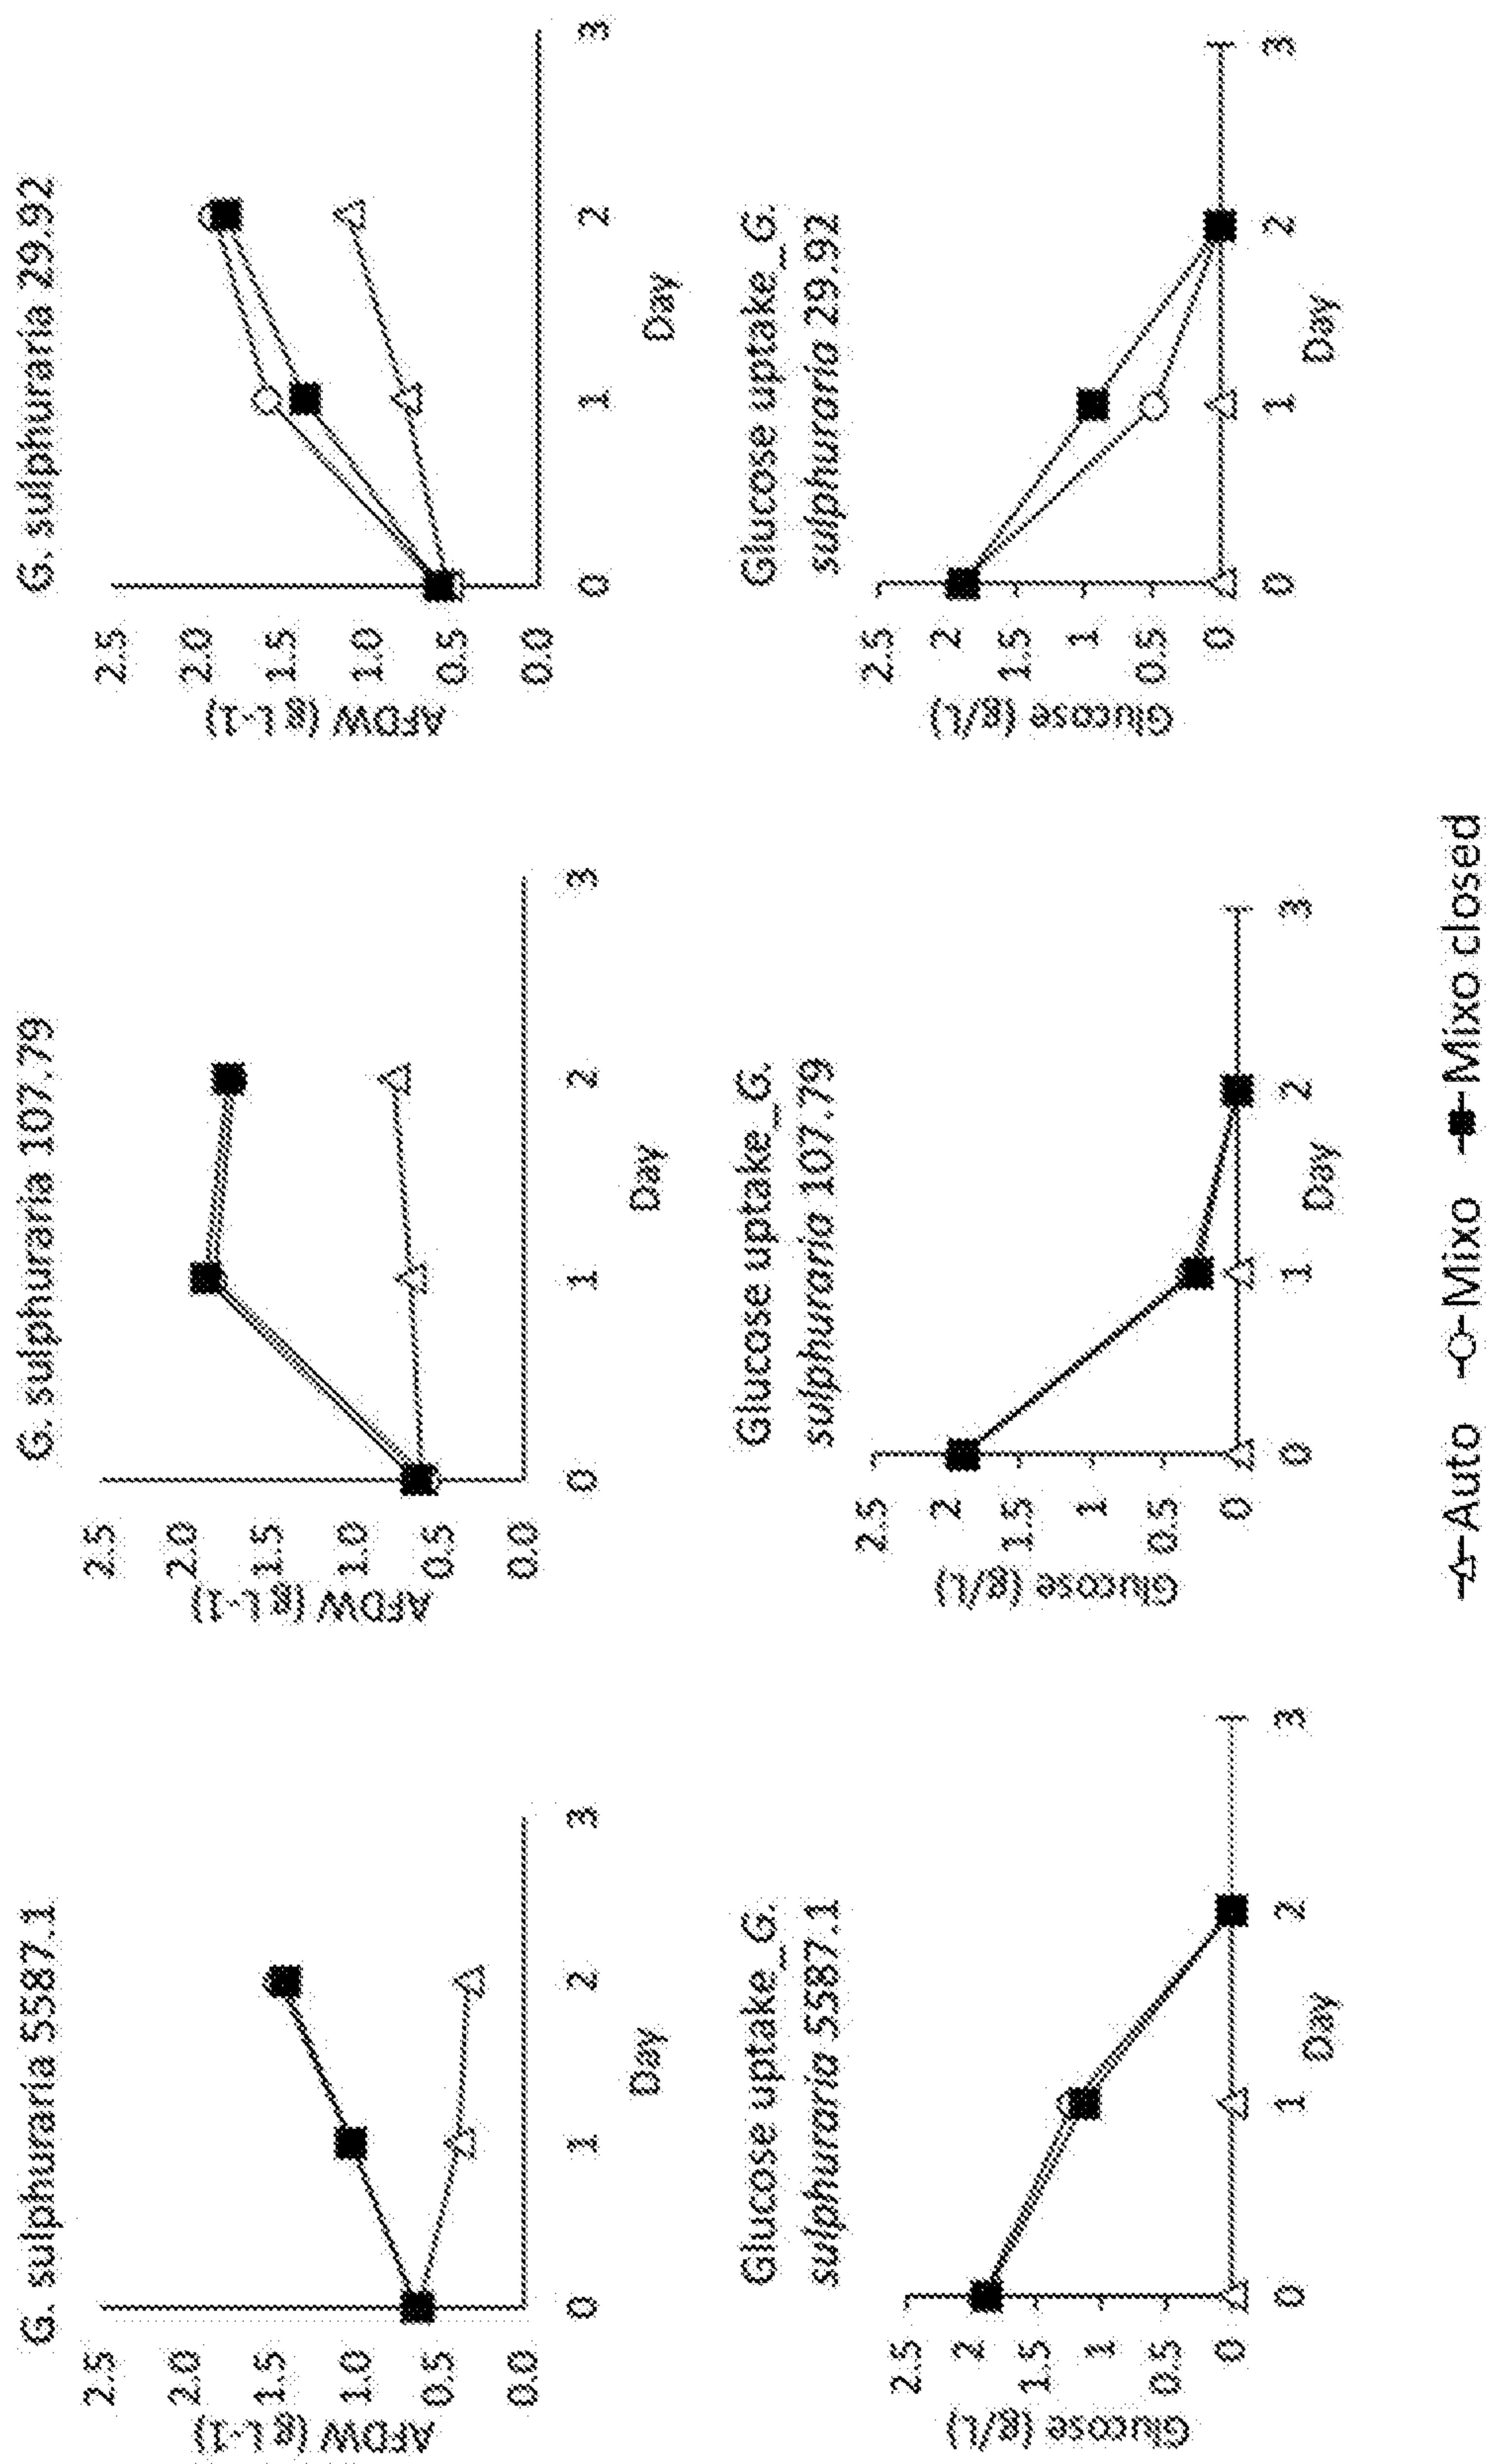 G. sulphuraria 5587.1
2.5
2.0
1.5
1.0
0.5
0.0
AFDW (g L-1)
0 1 2 3
Day
G. sulphuraria 107.79
2.5
2.0
1.5
1.0
0.5
0.0
AFDW (g L-1)
0 1 2 3
Day
G. sulphuraria 29.92
2.5
2.0
1.5
1.0
0.5
0.0
AFDW (g L-1)
0 1 2 3
Day
Glucose uptake_G.
sulphuraria 5587.1
2.5
2
1.5
1
0.5
0
Glucose (g/L)
0 1 2 3
Day
Glucose uptake_G.
sulphuraria 107.79
2.5
2
1.5
1
0.5
0
Glucose (g/L)
0 1 2 3
Day
Glucose uptake_G.
sulphuraria 29.92
2.5
2
1.5
1
0.5
0
Glucose (g/L)
0 1 2 3
Day
Auto Mixo Mixo closed